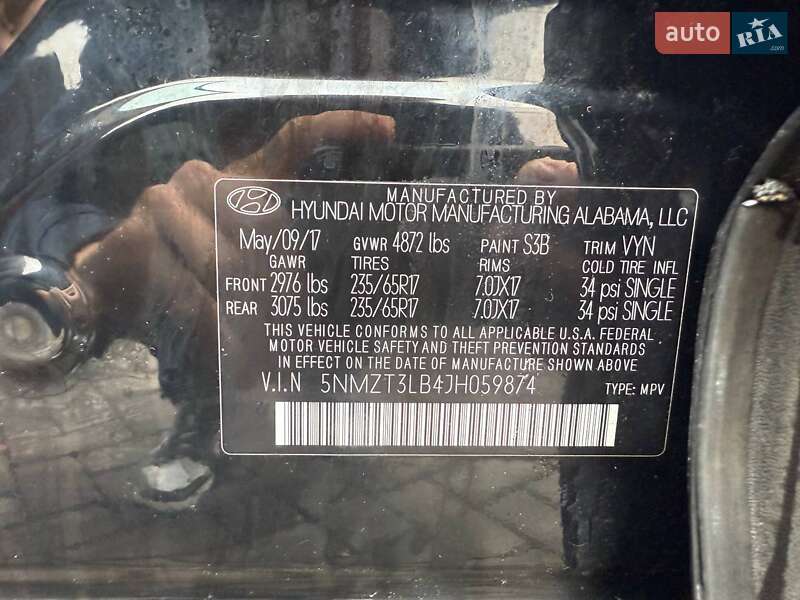 auto RIA.com
MANUFACTURED BY
HYUNDAI MOTOR MANUFACTURING ALABAMA, LLC
May/09/17 GVWR 4872 lbs PAINT S3B TRIM VYN
GAWR TIRES RIMS COLD TIRE INFL
FRONT 2976 lbs 235/65R17 7.0JX17 34 psi SINGLE
REAR 3075 lbs 235/65R17 7.0JX17 34 psi SINGLE
THIS VEHICLE CONFORMS TO ALL APPLICABLE U.S.A. FEDERAL
MOTOR VEHICLE SAFETY AND THEFT PREVENTION STANDARDS
IN EFFECT ON THE DATE OF MANUFACTURE SHOWN ABOVE
V.I.N 5NMZT3LB4JH059874 TYPE: MPV